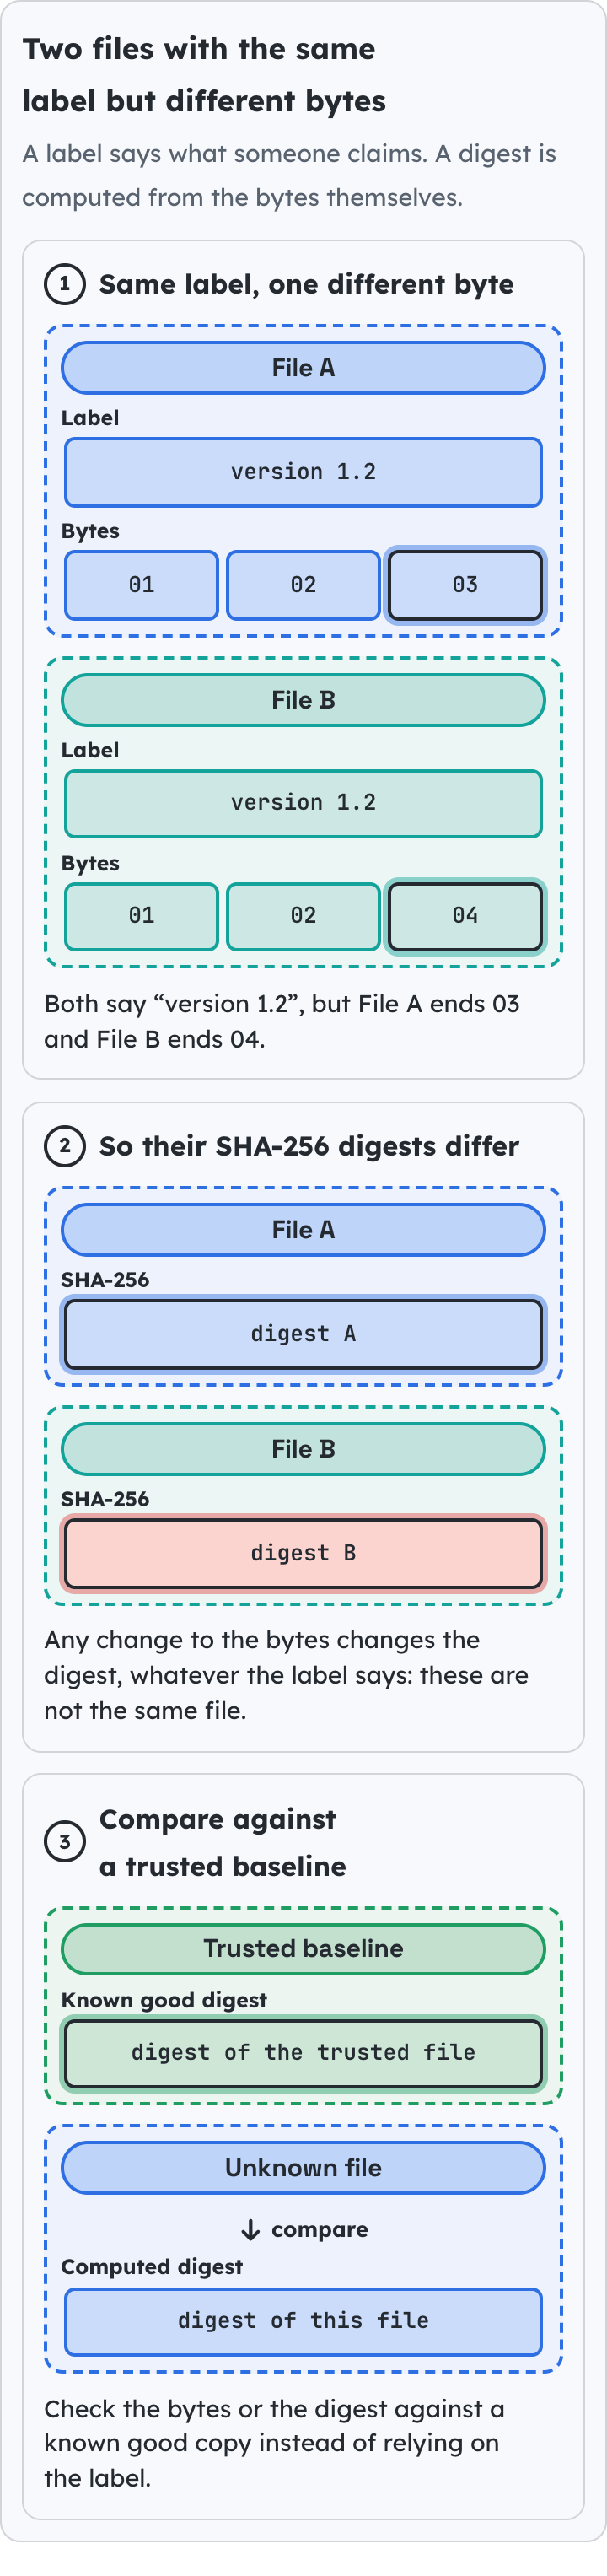 Two files with the same
label but different bytes
A label says what someone claims. A digest is
computed from the bytes themselves.
1 Same label, one different byte
File A
Label
version 1.2
Bytes
01 02 03
File B
Label
version 1.2
Bytes
01 02 04
Both say “version 1.2”, but File A ends 03
and File B ends 04.
2 So their SHA-256 digests differ
File A
SHA-256
digest A
File B
SHA-256
digest B
Any change to the bytes changes the
digest, whatever the label says: these are
not the same file.
3 Compare against
a trusted baseline
Trusted baseline
Known good digest
digest of the trusted file
Unknown file
↓ compare
Computed digest
digest of this file
Check the bytes or the digest against a
known good copy instead of relying on
the label.